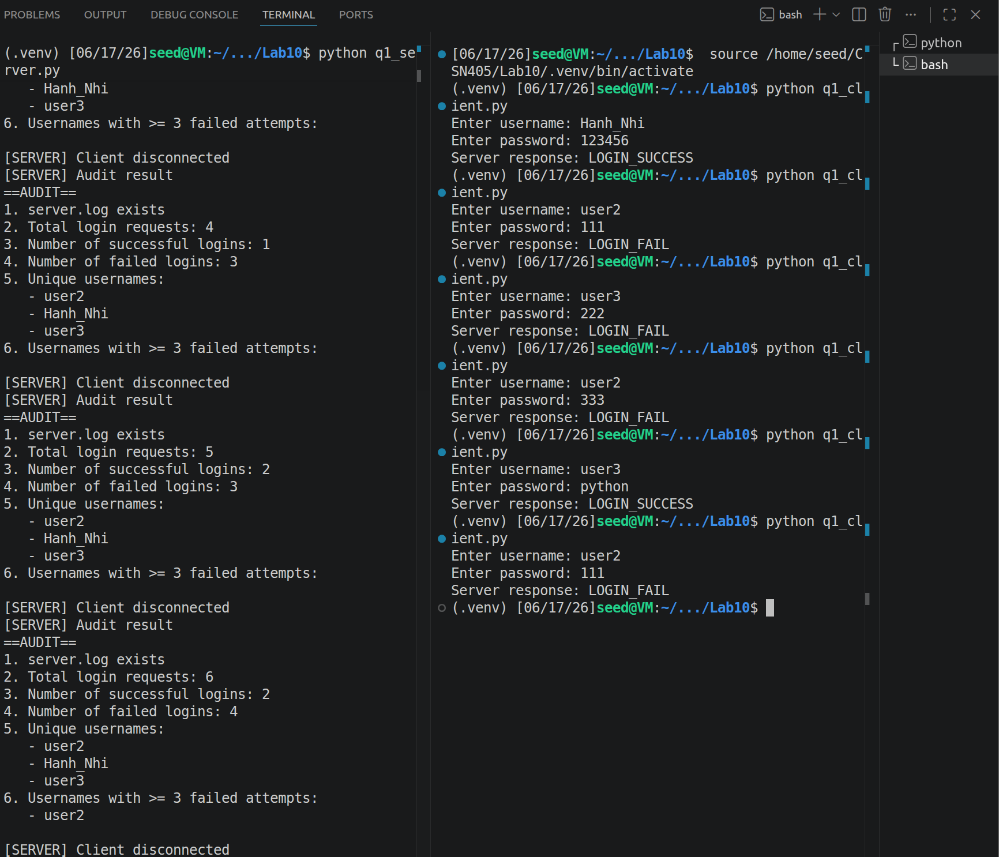 PROBLEMS OUTPUT DEBUG CONSOLE TERMINAL PORTS bash
(.venv) [06/17/26]seed@VM:~/.../Lab10$ python q1_se
rver.py
   - Hanh_Nhi
   - user3
6. Usernames with >= 3 failed attempts:
[SERVER] Client disconnected
[SERVER] Audit result
==AUDIT==
1. server.log exists
2. Total login requests: 4
3. Number of successful logins: 1
4. Number of failed logins: 3
5. Unique usernames:
   - user2
   - Hanh_Nhi
   - user3
6. Usernames with >= 3 failed attempts:
[SERVER] Client disconnected
[SERVER] Audit result
==AUDIT==
1. server.log exists
2. Total login requests: 5
3. Number of successful logins: 2
4. Number of failed logins: 3
5. Unique usernames:
   - user2
   - Hanh_Nhi
   - user3
6. Usernames with >= 3 failed attempts:
[SERVER] Client disconnected
[SERVER] Audit result
==AUDIT==
1. server.log exists
2. Total login requests: 6
3. Number of successful logins: 2
4. Number of failed logins: 4
5. Unique usernames:
   - user2
   - Hanh_Nhi
   - user3
6. Usernames with >= 3 failed attempts:
   - user2
[SERVER] Client disconnected
[06/17/26]seed@VM:~/.../Lab10$  source /home/seed/C
SN405/Lab10/.venv/bin/activate
(.venv) [06/17/26]seed@VM:~/.../Lab10$ python q1_cl
ient.py
Enter username: Hanh_Nhi
Enter password: 123456
Server response: LOGIN_SUCCESS
(.venv) [06/17/26]seed@VM:~/.../Lab10$ python q1_cl
ient.py
Enter username: user2
Enter password: 111
Server response: LOGIN_FAIL
(.venv) [06/17/26]seed@VM:~/.../Lab10$ python q1_cl
ient.py
Enter username: user3
Enter password: 222
Server response: LOGIN_FAIL
(.venv) [06/17/26]seed@VM:~/.../Lab10$ python q1_cl
ient.py
Enter username: user2
Enter password: 333
Server response: LOGIN_FAIL
(.venv) [06/17/26]seed@VM:~/.../Lab10$ python q1_cl
ient.py
Enter username: user3
Enter password: python
Server response: LOGIN_SUCCESS
(.venv) [06/17/26]seed@VM:~/.../Lab10$ python q1_cl
ient.py
Enter username: user2
Enter password: 111
Server response: LOGIN_FAIL
(.venv) [06/17/26]seed@VM:~/.../Lab10$
python
bash